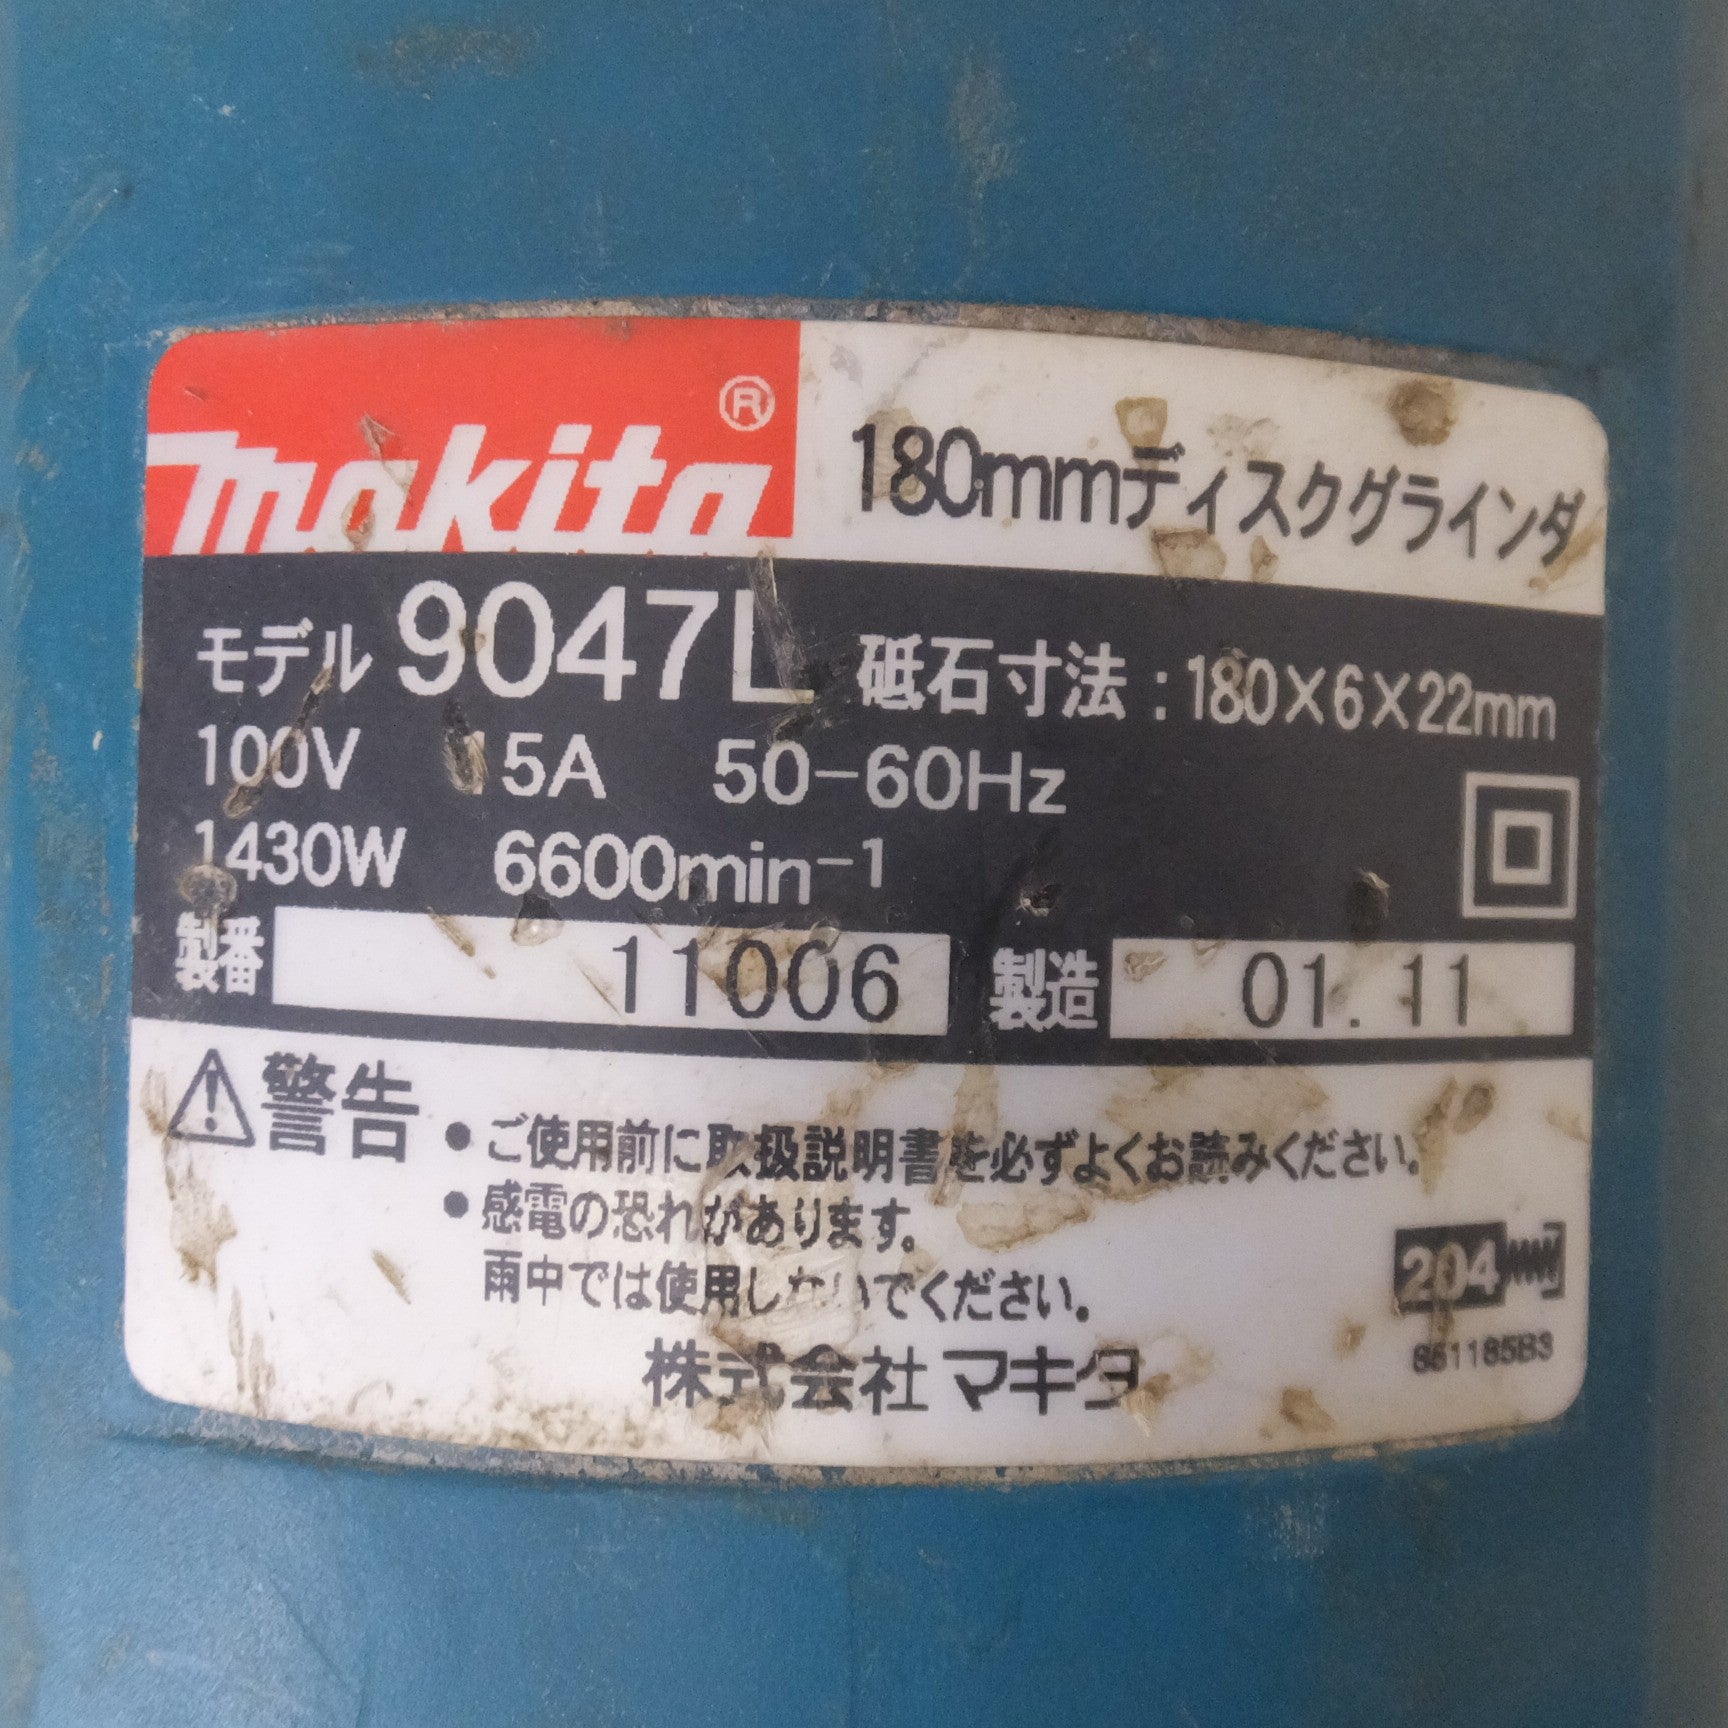 makita®
180mmディスクグラインダ
モデル 9047L 砥石寸法：180×6×22mm
100V 15A 50-60Hz
1430W 6600min⁻¹
製番 11006 製造 01.11
⚠警告
●ご使用前に取扱説明書を必ずよくお読みください。
●感電の恐れがあります。
雨中では使用しないでください。
204
株式会社マキタ